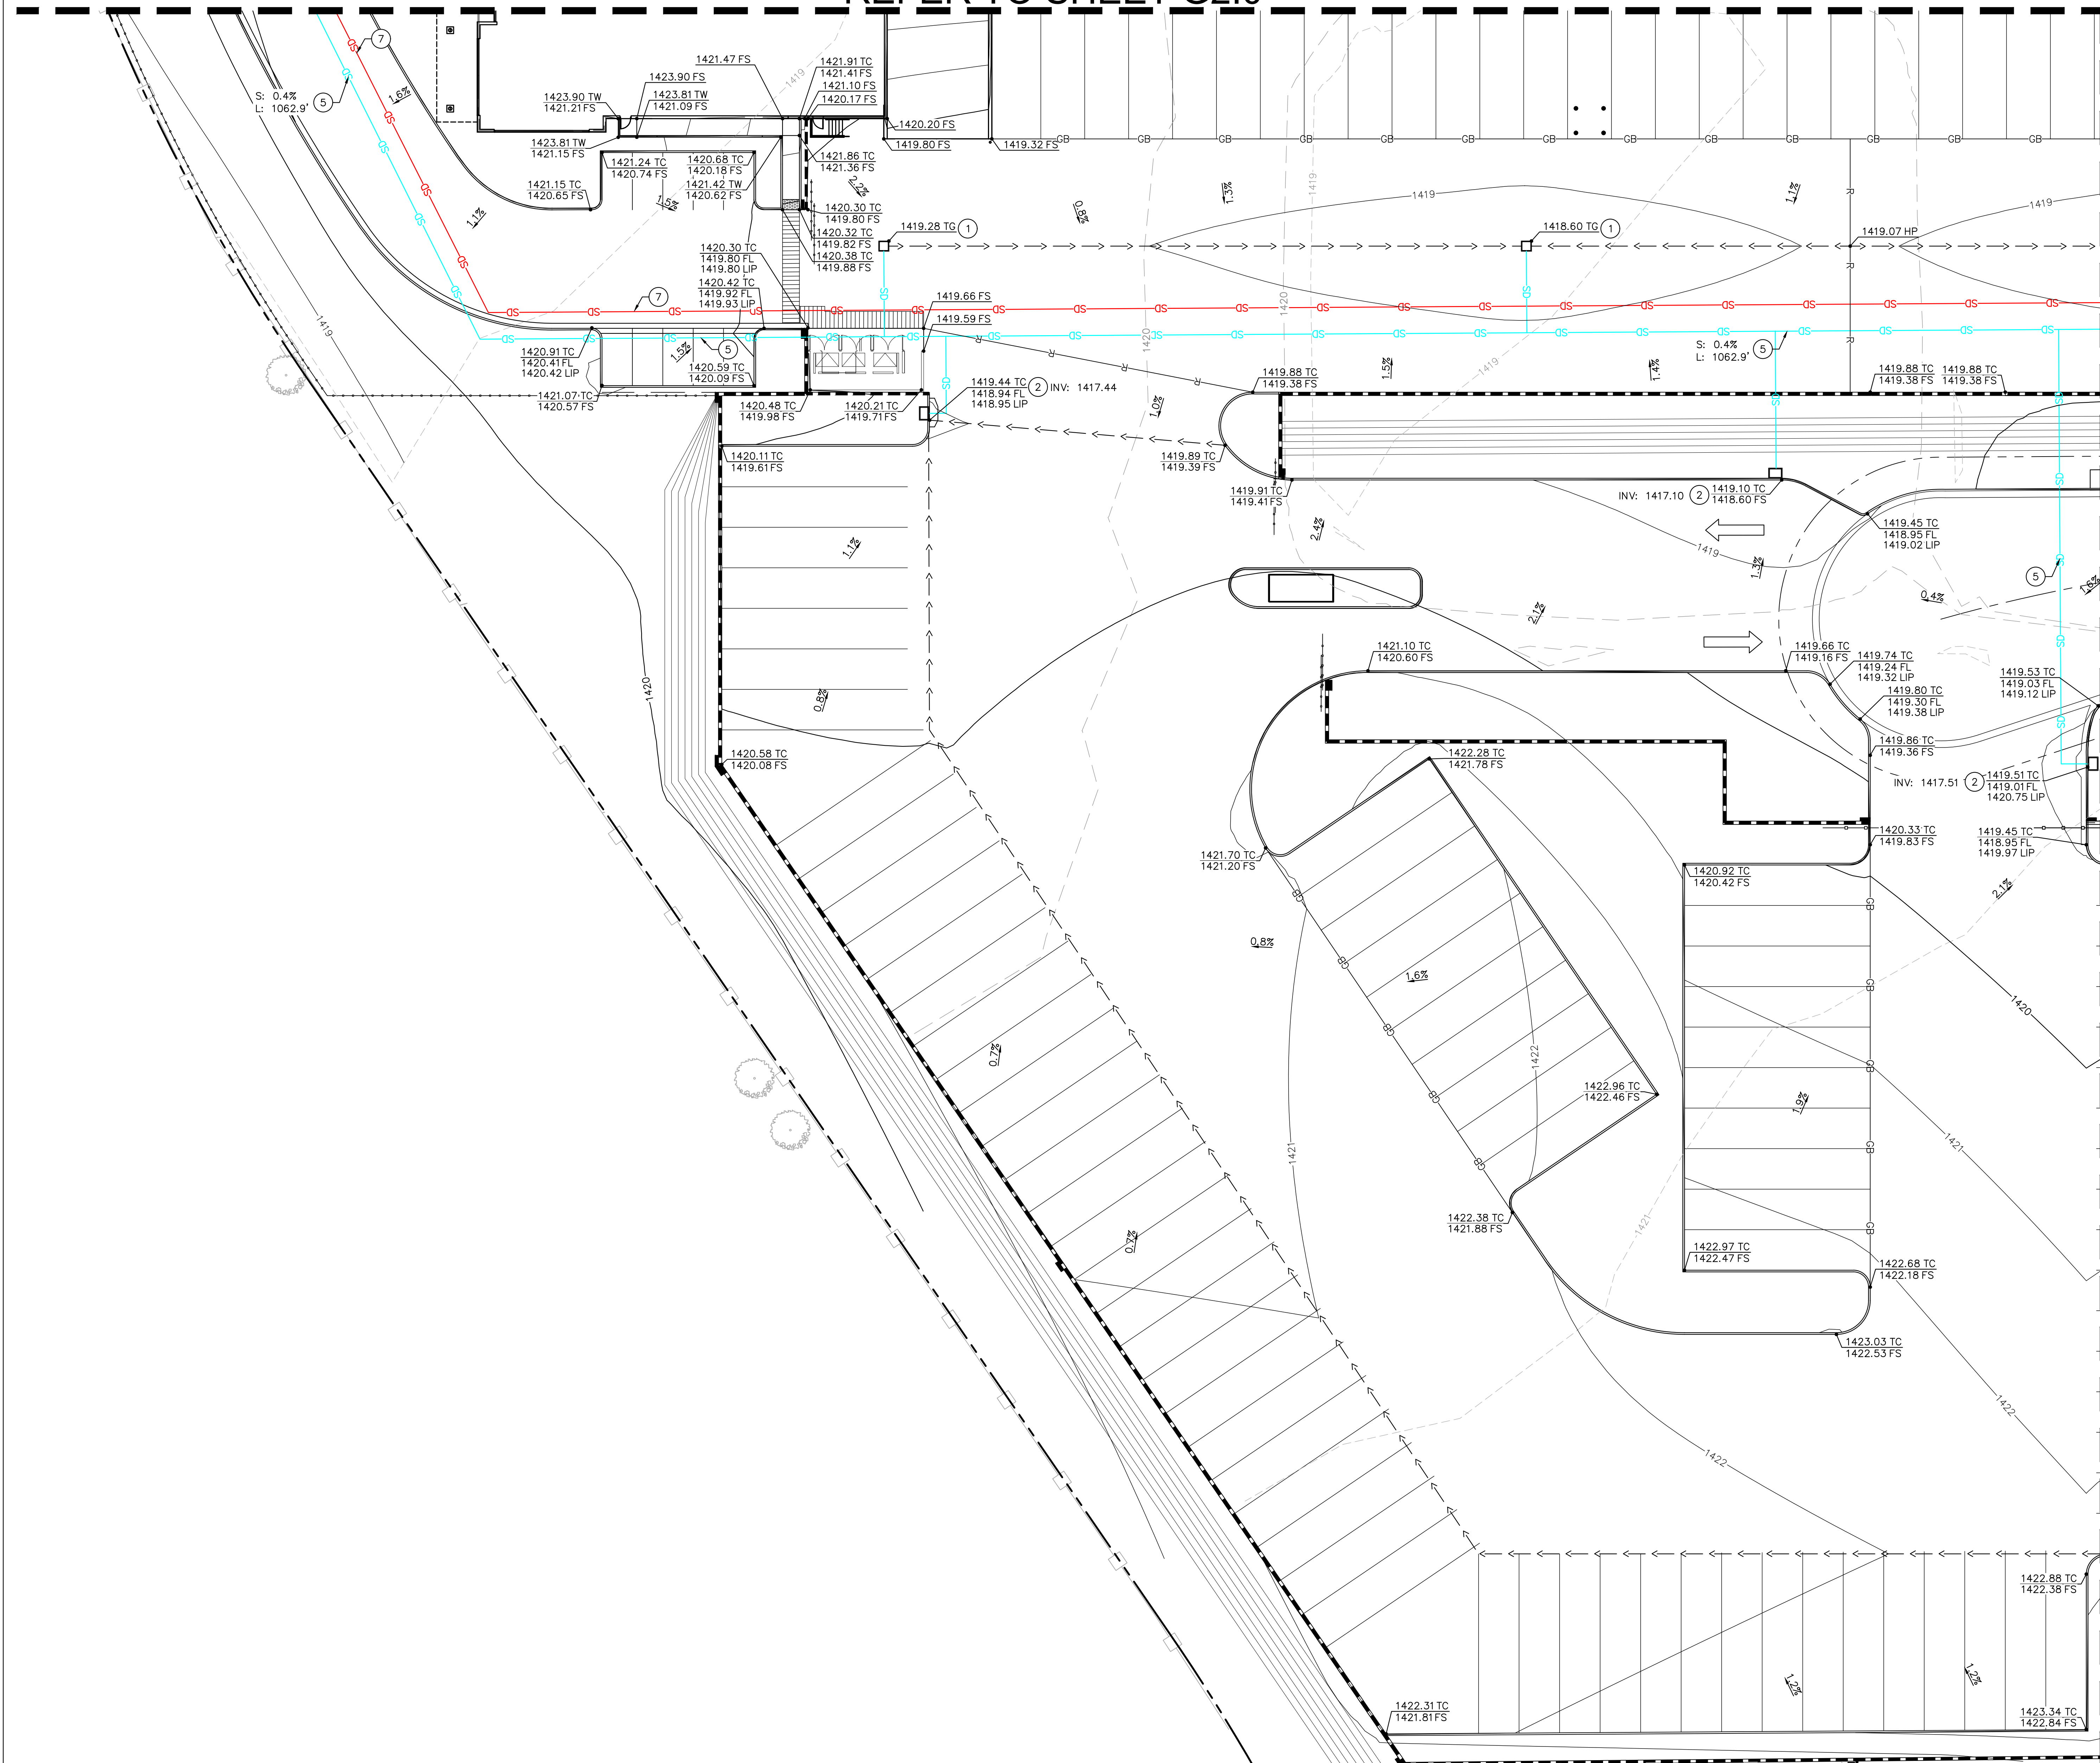 7
S: 0.4%
L: 1062.9'
5
1.6%
1419
1421.47 FS
1423.90 FS
1423.90 TW
1421.21 FS
1423.81 TW
1421.09 FS
1421.91 TC
1421.41 FS
1421.10 FS
1420.17 FS
1420.20 FS
1419.80 FS
1419.32 FS
1423.81 TW
1421.15 FS
1421.24 TC
1420.74 FS
1420.68 TC
1420.18 FS
1421.86 TC
1421.36 FS
1421.15 TC
1420.65 FS
1421.42 TW
1420.62 FS
1.5%
1.1%
2.2%
0.8%
1.3%
1.1%
1419
1419
1420.30 TC
1419.80 FS
1420.32 TC
1419.82 FS
1420.38 TC
1419.88 FS
1419.28 TG
1
1418.60 TG
1
1419.07 HP
1420.30 TC
1419.80 FL
1419.80 LIP
1420.42 TC
1419.92 FL
1419.93 LIP
7
1419.66 FS
1419.59 FS
1420
1420
1419
1419
S: 0.4%
L: 1062.9'
5
1420.91 TC
1420.41 FL
1420.42 LIP
1.5%
5
1420.59 TC
1420.09 FS
1421.07 TC
1420.57 FS
1420.48 TC
1419.98 FS
1420.21 TC
1419.71 FS
1419.44 TC
1418.94 FL
1418.95 LIP
2
INV: 1417.44
1.0%
1.5%
1.4%
1419.88 TC
1419.38 FS
1419.88 TC
1419.38 FS
1419.88 TC
1419.38 FS
1420.11 TC
1419.61 FS
1419.89 TC
1419.39 FS
1419.91 TC
1419.41 FS
INV: 1417.10
2
1419.10 TC
1418.60 FS
1419.45 TC
1418.95 FL
1419.02 LIP
1419
2.4%
1.1%
1.3%
0.4%
5
1.6%
2.1%
1420
0.8%
1421.10 TC
1420.60 FS
1419.66 TC
1419.16 FS
1419.74 TC
1419.24 FL
1419.32 LIP
1419.80 TC
1419.30 FL
1419.38 LIP
1419.53 TC
1419.03 FL
1419.12 LIP
1420.58 TC
1420.08 FS
1422.28 TC
1421.78 FS
1419.86 TC
1419.36 FS
INV: 1417.51
2
1419.51 TC
1419.01 FL
1420.75 LIP
1420.33 TC
1419.83 FS
1419.45 TC
1418.95 FL
1419.97 LIP
1421.70 TC
1421.20 FS
1420.92 TC
1420.42 FS
2.1%
0.8%
1.6%
1420
0.7%
1422
1422.96 TC
1422.46 FS
1.9%
1421
1421
1421
0.7%
1422.38 TC
1421.88 FS
1422.97 TC
1422.47 FS
1422.68 TC
1422.18 FS
1423.03 TC
1422.53 FS
1422
1422
1422.88 TC
1422.38 FS
1.2%
1.2%
1422.31 TC
1421.81 FS
1423.34 TC
1422.84 FS